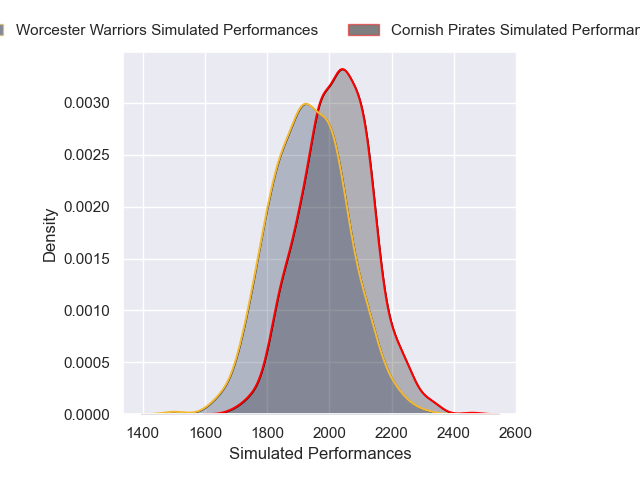 Worcester Warriors Simulated Performances Cornish Pirates Simulated
0.0030
0.0025
0.0020
0.0015
0.0010
0.0005
0.0000
Density
1400 1600 1800 2000 2200 2400 2600
Simulated Performances